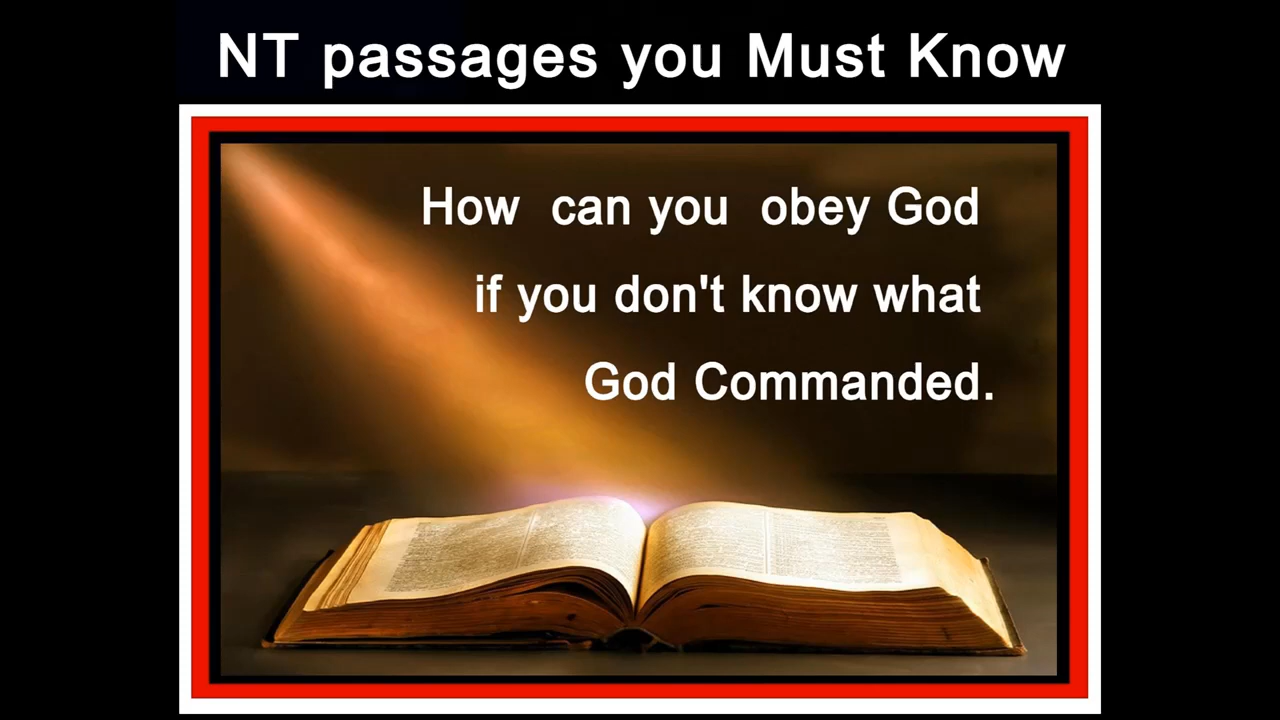 NT passages you Must Know
How can you obey God
if you don't know what
God Commanded.